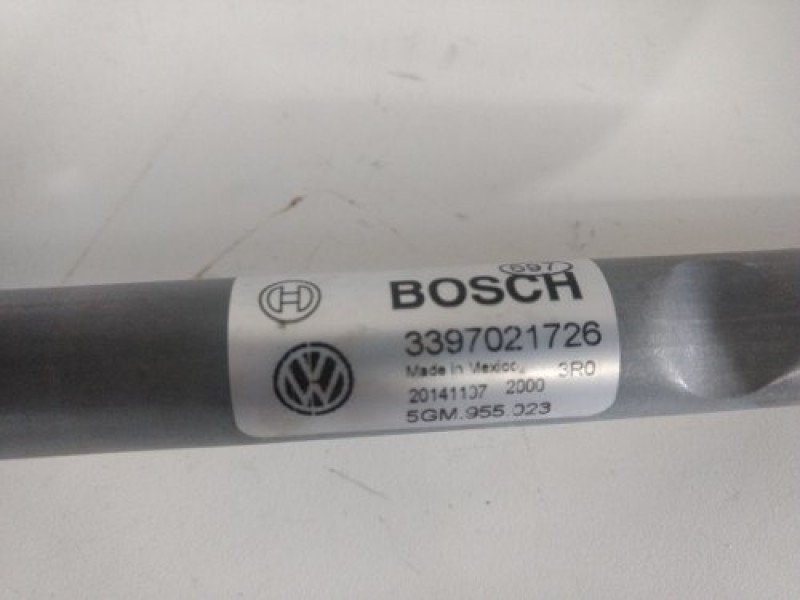 697
BOSCH
3397021726
Made in Mexico 3R0
20141107 2000
5GM.955.023